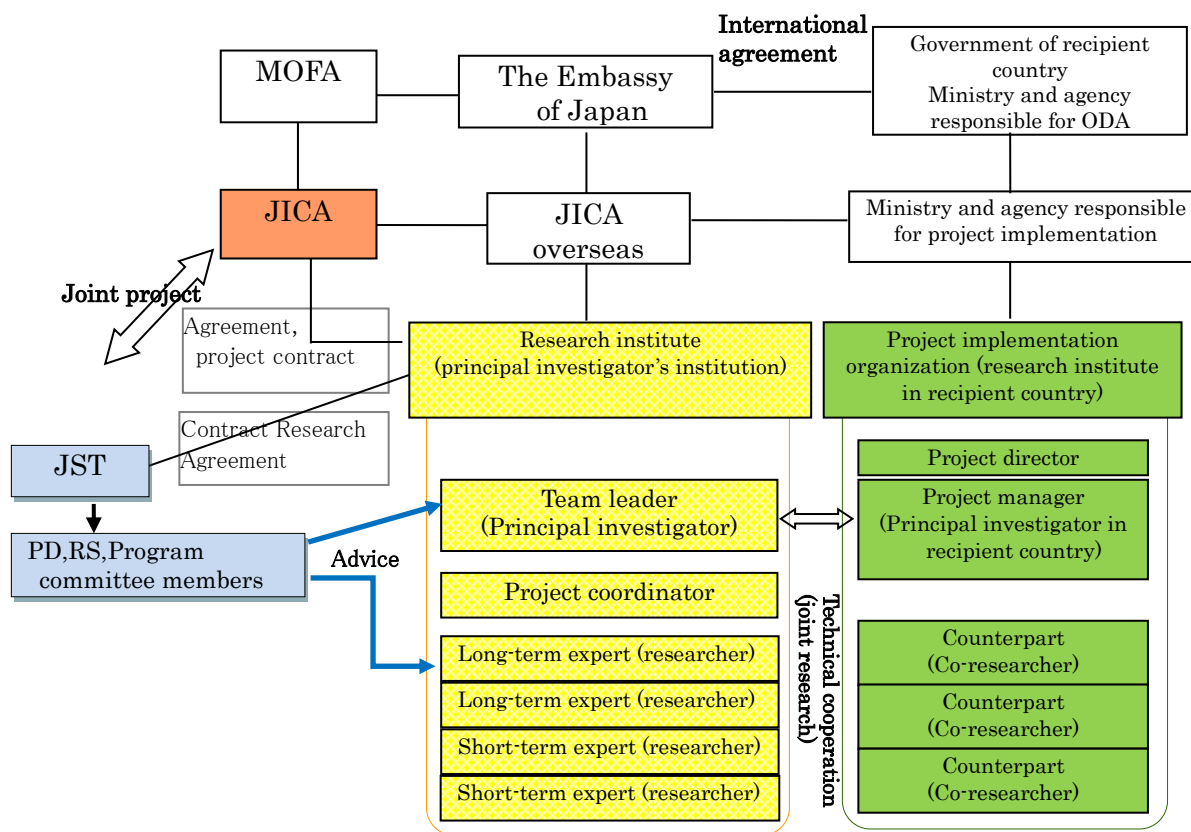 International
agreement
MOFA
The Embassy
of Japan
Government of recipient
country
Ministry and agency
responsible for ODA
JICA
JICA
overseas
Ministry and agency responsible
for project implementation
Joint project
Agreement,
project contract
Research institute
(principal investigator's institution)
Project implementation
organization (research institute
in recipient country)
Contract Research
Agreement
JST
Project director
Team leader
(Principal investigator)
Project manager
(Principal investigator in
recipient country)
PD,RS,Program
committee members
Advice
Project coordinator
Technical cooperation
(joint research)
Long-term expert (researcher)
Long-term expert (researcher)
Short-term expert (researcher)
Short-term expert (researcher)
Counterpart
(Co-researcher)
Counterpart
(Co-researcher)
Counterpart
(Co-researcher)